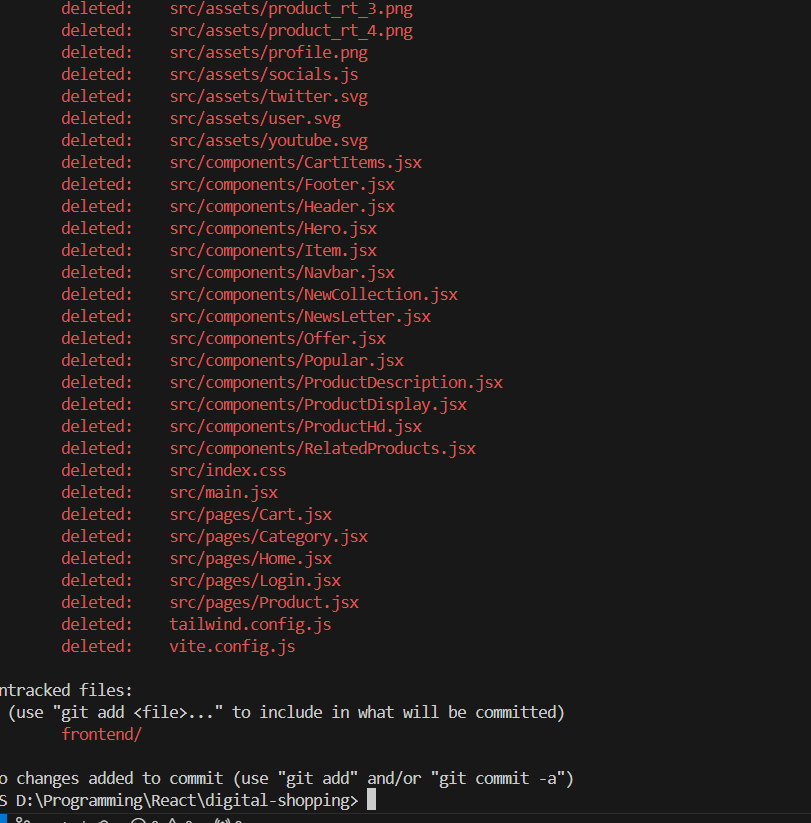 deleted: src/assets/product_rt_3.png
deleted: src/assets/product_rt_4.png
deleted: src/assets/profile.png
deleted: src/assets/socials.js
deleted: src/assets/twitter.svg
deleted: src/assets/user.svg
deleted: src/assets/youtube.svg
deleted: src/components/CartItems.jsx
deleted: src/components/Footer.jsx
deleted: src/components/Header.jsx
deleted: src/components/Hero.jsx
deleted: src/components/Item.jsx
deleted: src/components/Navbar.jsx
deleted: src/components/NewCollection.jsx
deleted: src/components/NewsLetter.jsx
deleted: src/components/Offer.jsx
deleted: src/components/Popular.jsx
deleted: src/components/ProductDescription.jsx
deleted: src/components/ProductDisplay.jsx
deleted: src/components/ProductHd.jsx
deleted: src/components/RelatedProducts.jsx
deleted: src/index.css
deleted: src/main.jsx
deleted: src/pages/Cart.jsx
deleted: src/pages/Category.jsx
deleted: src/pages/Home.jsx
deleted: src/pages/Login.jsx
deleted: src/pages/Product.jsx
deleted: tailwind.config.js
deleted: vite.config.js
ntracked files:
(use "git add <file>..." to include in what will be committed)
frontend/
o changes added to commit (use "git add" and/or "git commit -a")
S D:\Programming\React\digital-shopping>